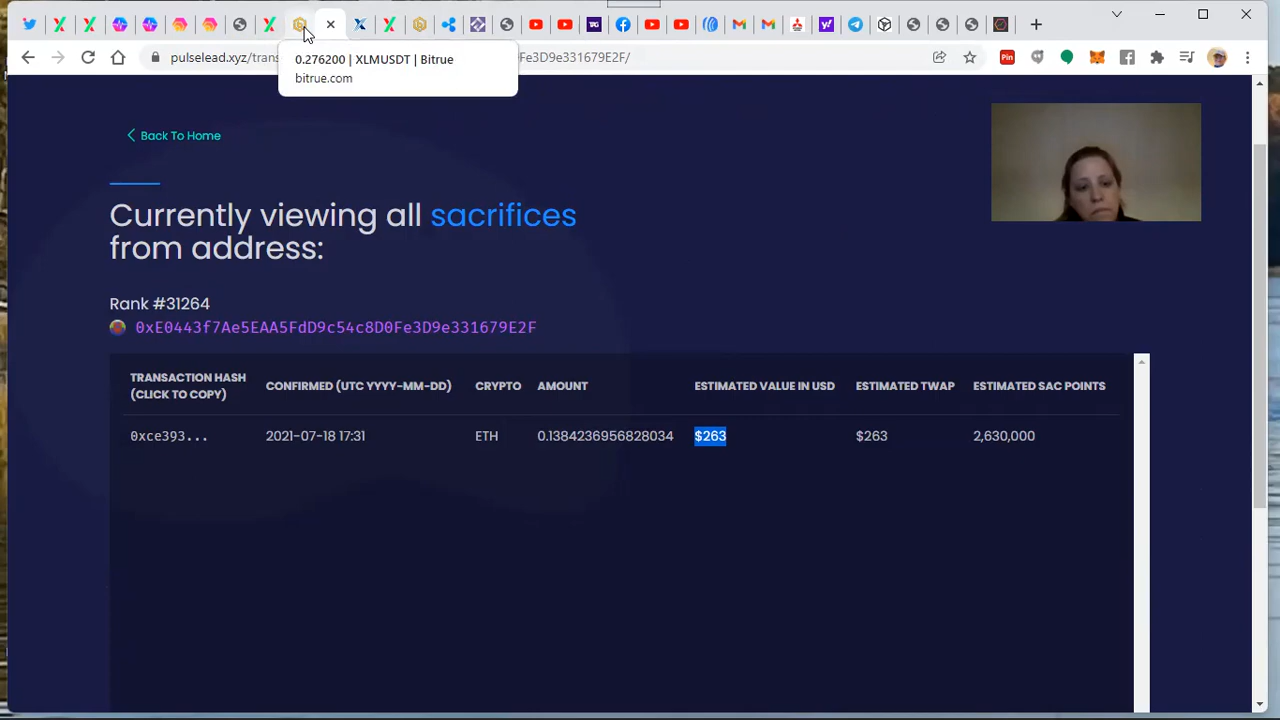 pulselead.xyz/trans
Fe3D9e331679E2F/
0.276200 | XLMUSDT | Bitrue
bitrue.com
Back To Home
Currently viewing all sacrifices
from address:
Rank #31264
0xE0443f7Ae5EAA5FdD9c54c8D0Fe3D9e331679E2F
TRANSACTION HASH
(CLICK TO COPY)
CONFIRMED (UTC YYYY-MM-DD)
CRYPTO
AMOUNT
ESTIMATED VALUE IN USD
ESTIMATED TWAP
ESTIMATED SAC POINTS
0xce393...
2021-07-18 17:31
ETH
0.1384236956828034
$263
$263
2,630,000